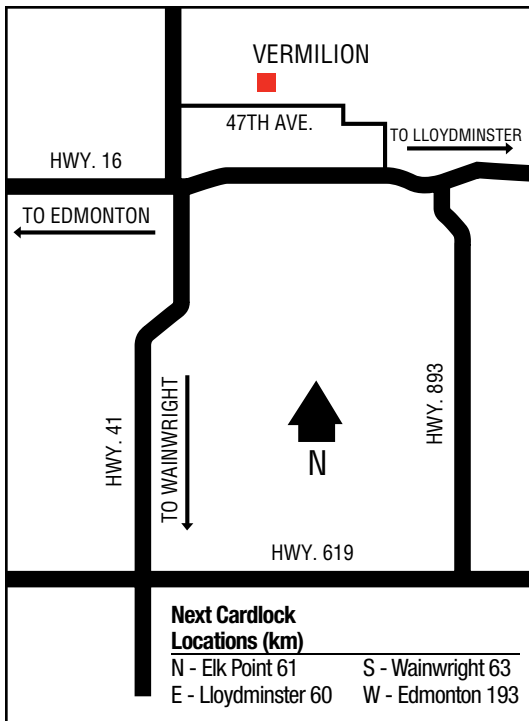 VERMILION
47TH AVE.
TO LLOYDMINSTER
HWY. 16
TO EDMONTON
HWY. 41
TO WAINWRIGHT
HWY. 893
N
HWY. 619
Next Cardlock
Locations (km)
N - Elk Point 61 S - Wainwright 63
E - Lloydminster 60 W - Edmonton 193